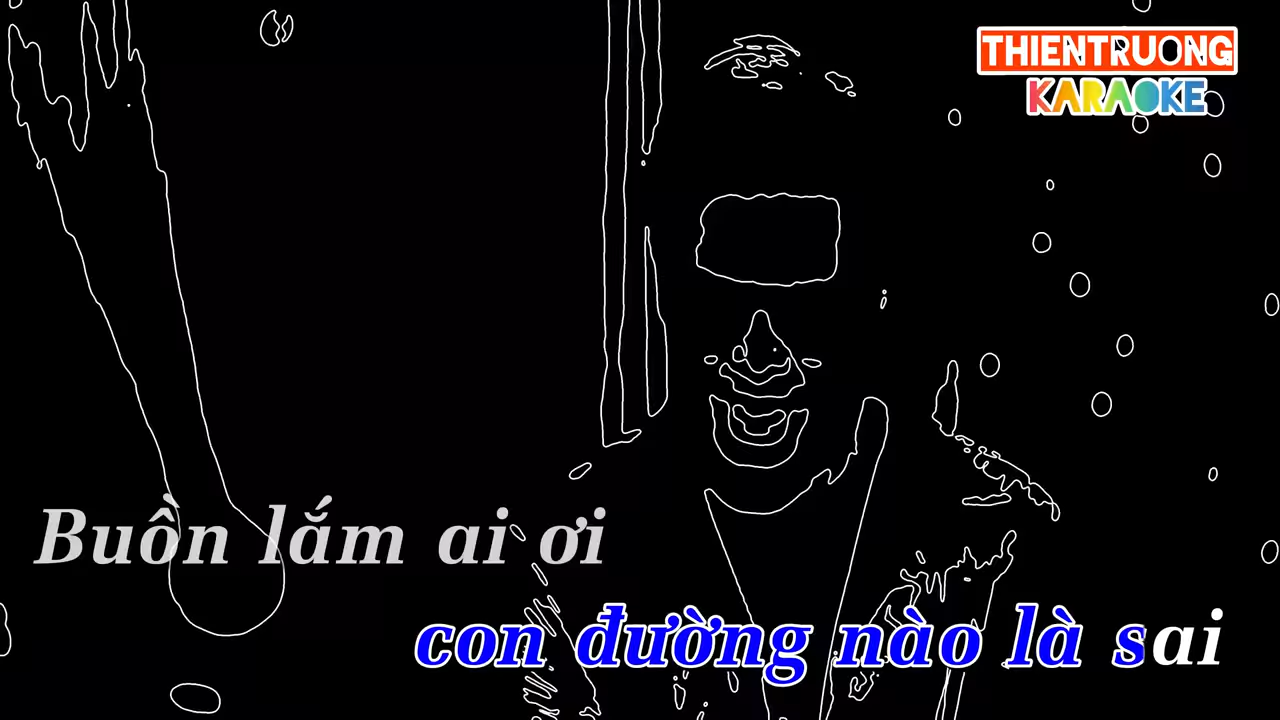 THIENTRUONG
KARAOKE
Buồn lắm ai ơi
con đường nào là sai